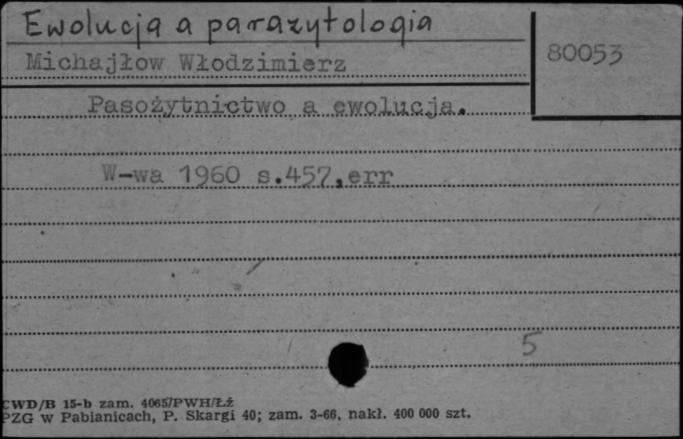 Ewolucja a parazytologia
80053
Michajłow Włodzimierz
Pasożytnictwo a ewolucja.
W-wa 1960 s.457,err
5
CWD/B 15-b zam. 4065/PWH/Łź
PZG w Pabianicach, P. Skargi 40; zam. 3-66, nakł. 400 000 szt.